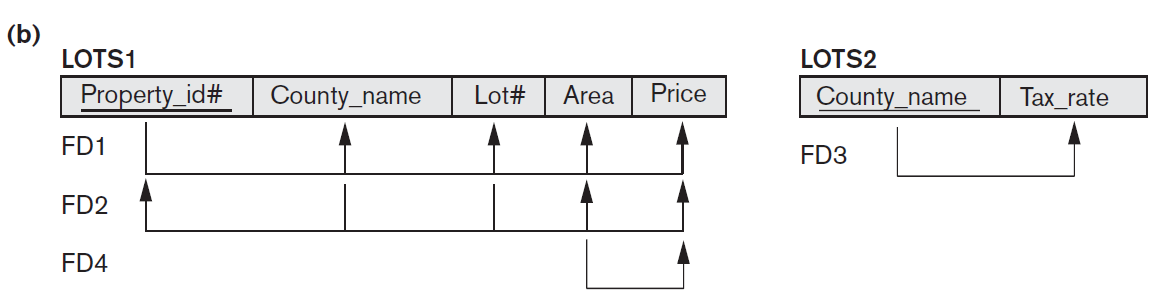 (b)
LOTS1
Property_id# County_name Lot# Area Price
FD1
FD2
FD4
LOTS2
County_name Tax_rate
FD3